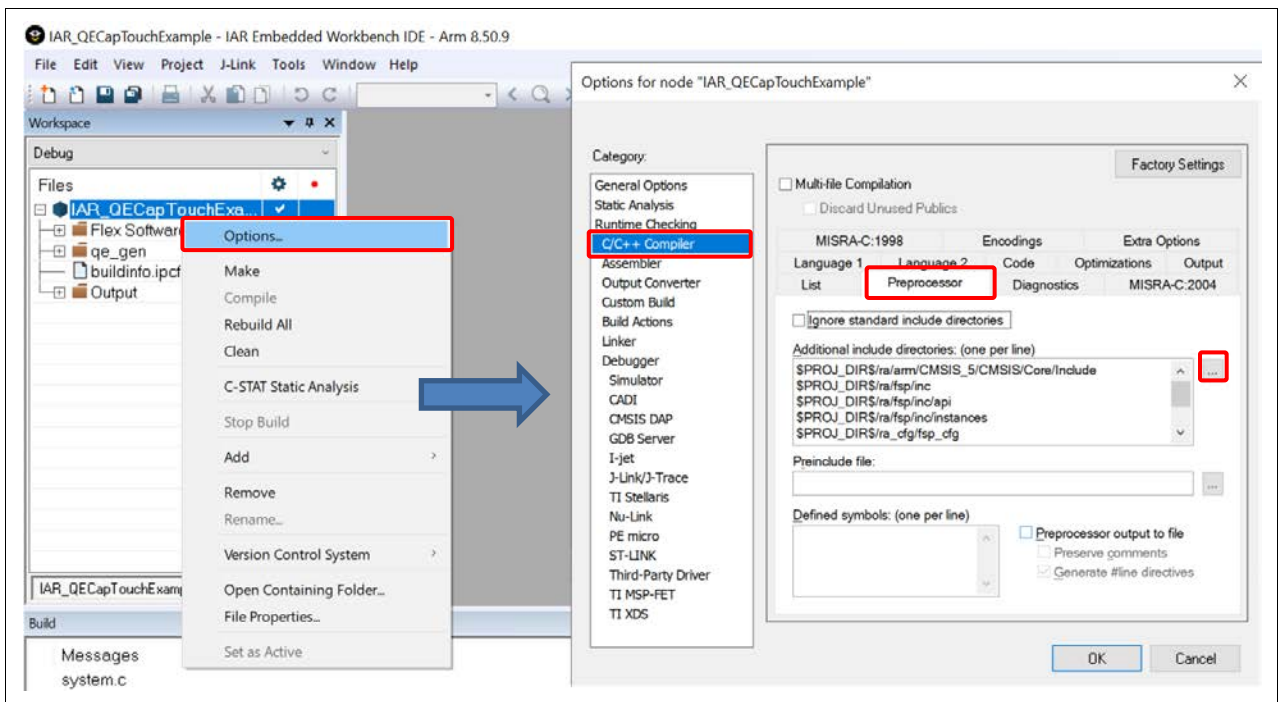 IAR_QECapTouchExample - IAR Embedded Workbench IDE - Arm 8.50.9
File Edit View Project J-Link Tools Window Help
Workspace
Debug
Files
IAR_QECapTouchExa...
Flex Softwar
qe_gen
buildinfo.ipcf
Output
IAR_QECapTouchExam
Build
Messages
system.c
Options...
Make
Compile
Rebuild All
Clean
C-STAT Static Analysis
Stop Build
Add
Remove
Rename...
Version Control System
Open Containing Folder...
File Properties...
Set as Active
Options for node "IAR_QECapTouchExample"
Category:
General Options
Static Analysis
Runtime Checking
C/C++ Compiler
Assembler
Output Converter
Custom Build
Build Actions
Linker
Debugger
Simulator
CADI
CMSIS DAP
GDB Server
I-jet
J-Link/J-Trace
TI Stellaris
Nu-Link
PE micro
ST-LINK
Third-Party Driver
TI MSP-FET
TI XDS
Factory Settings
Multi-file Compilation
Discard Unused Publics
MISRA-C:1998 Encodings Extra Options
Language 1 Language 2 Code Optimizations Output
List Preprocessor Diagnostics MISRA-C:2004
Ignore standard include directories
Additional include directories: (one per line)
$PROJ_DIR$/ra/arm/CMSIS_5/CMSIS/Core/Include
$PROJ_DIR$/ra/fsp/inc
$PROJ_DIR$/ra/fsp/inc/api
$PROJ_DIR$/ra/fsp/inc/instances
$PROJ_DIR$/ra_cfg/fsp_cfg
...
Preinclude file:
...
Defined symbols: (one per line)
Preprocessor output to file
Preserve comments
Generate #line directives
OK Cancel